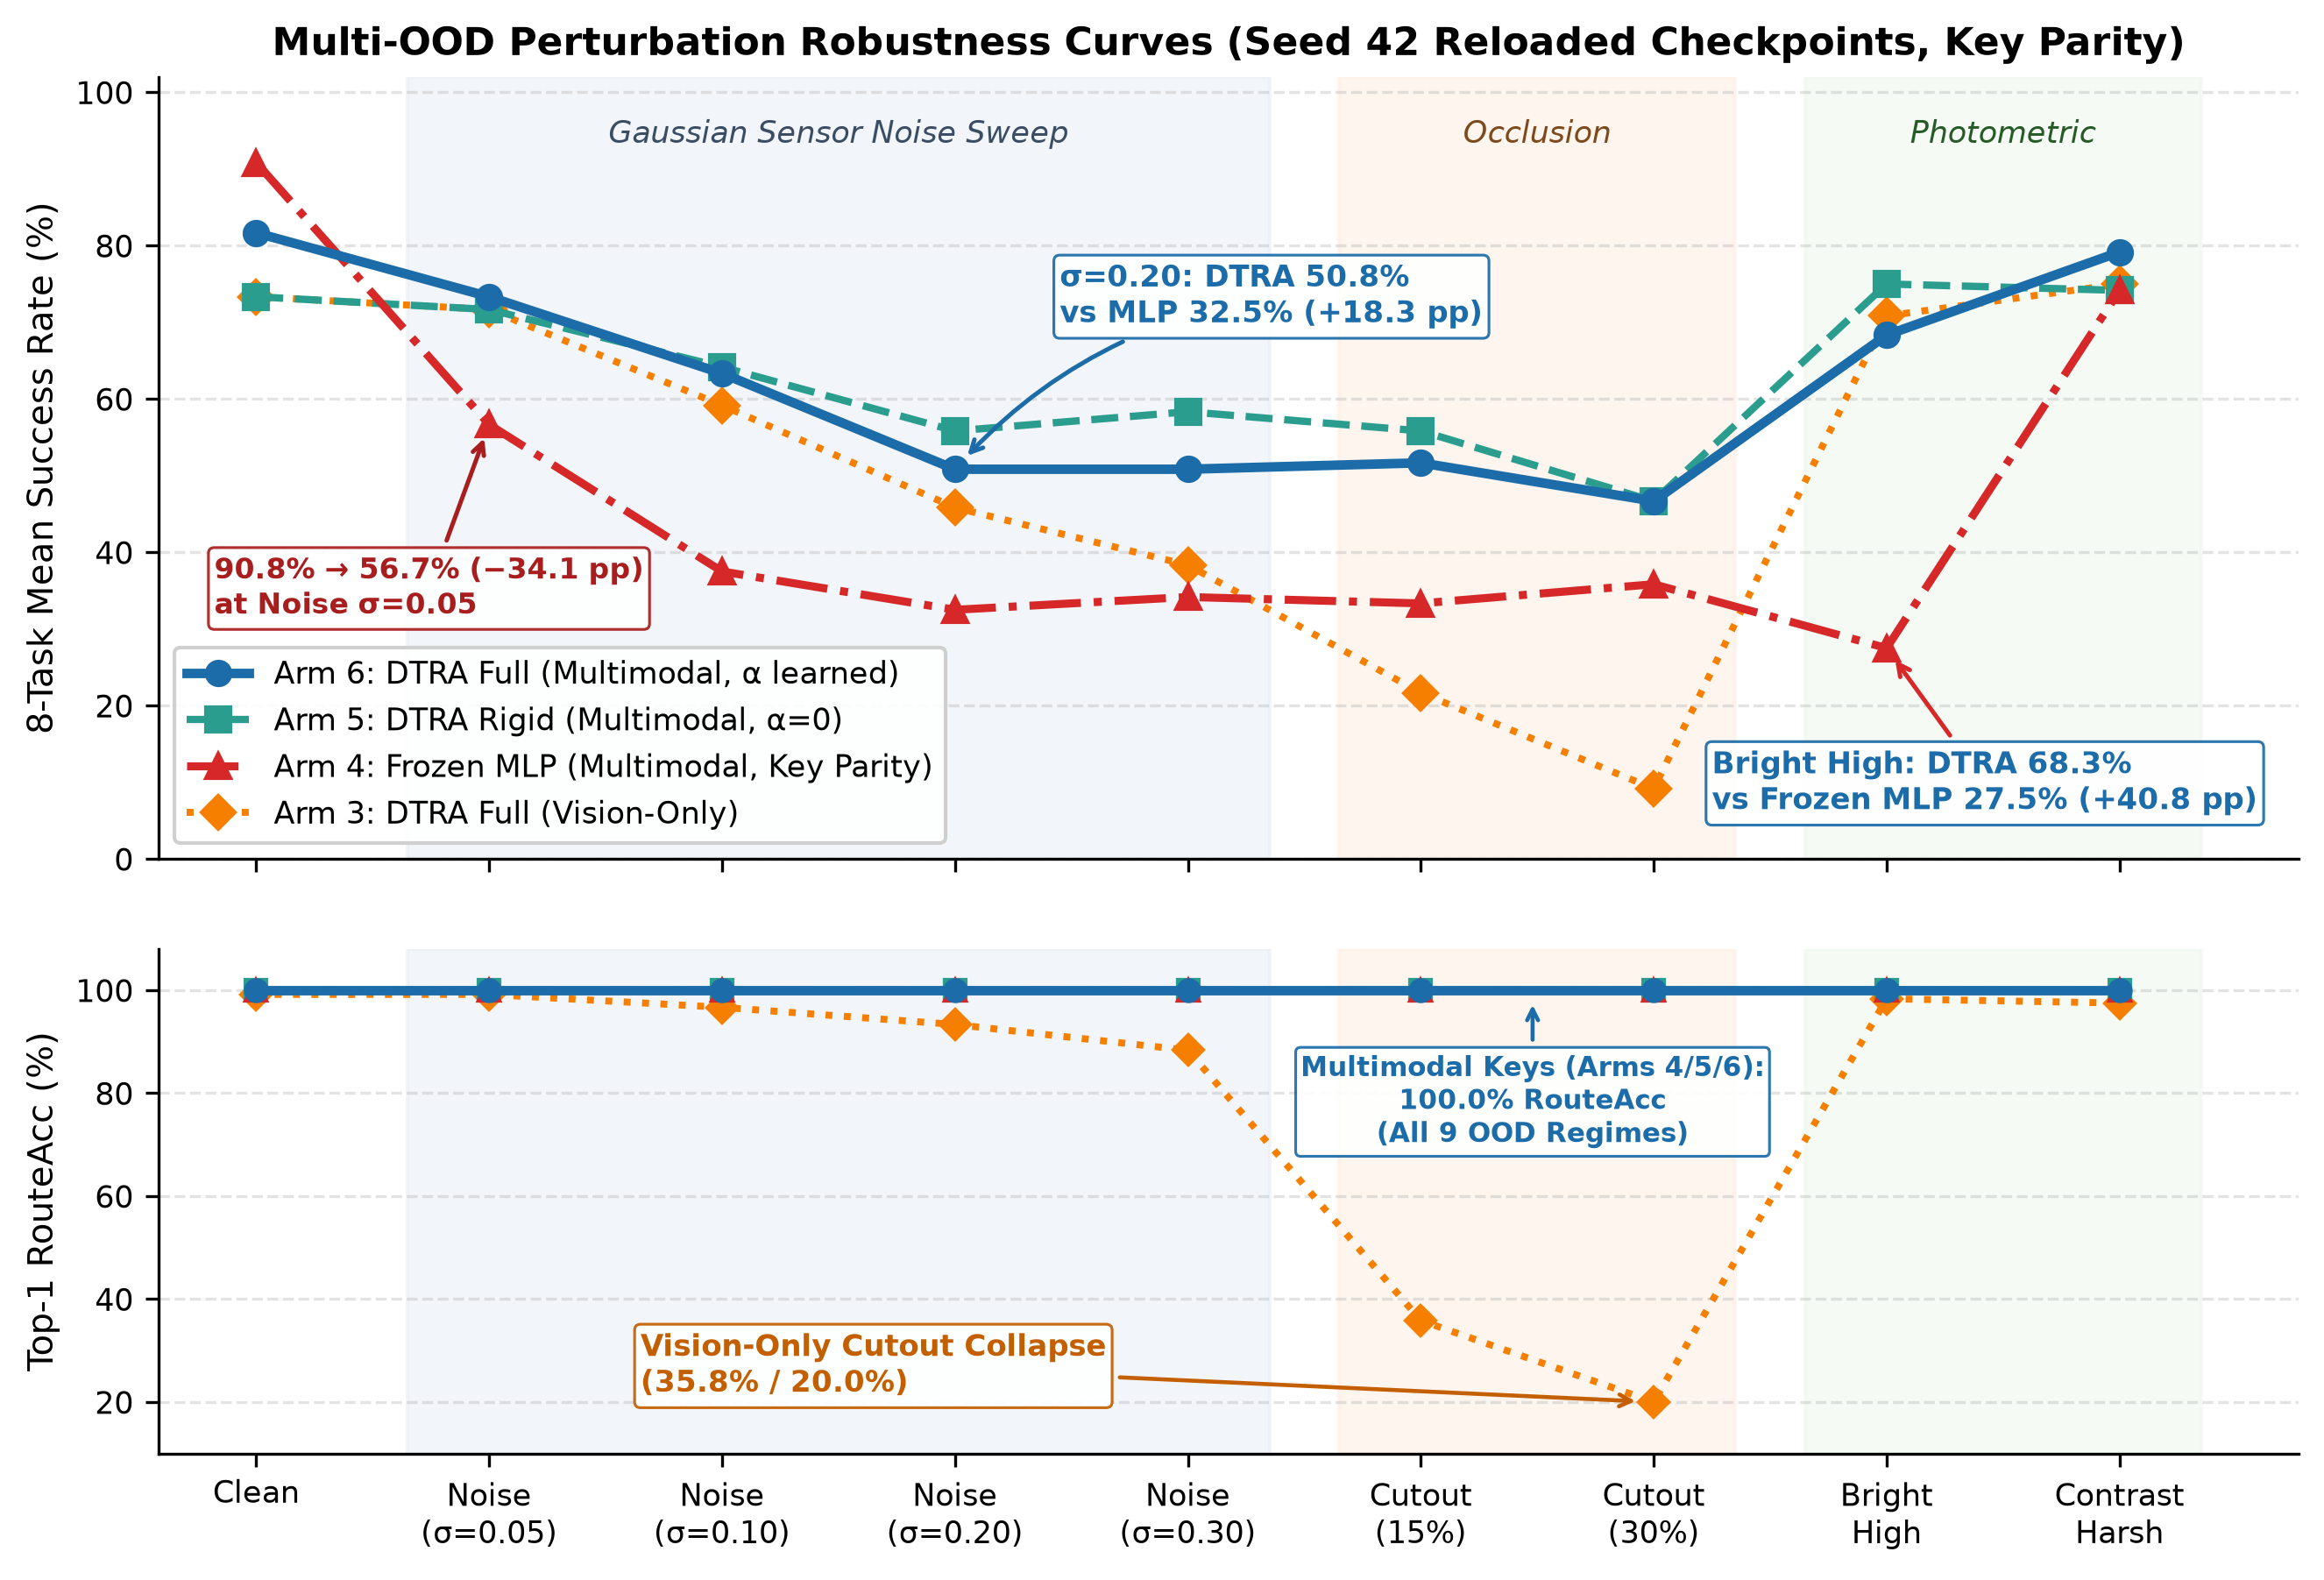 Multi-OOD Perturbation Robustness Curves (Seed 42 Reloaded Checkpoints, Key Parity)
8-Task Mean Success Rate (%)
100
80
60
40
20
0
Gaussian Sensor Noise Sweep
Occlusion
Photometric
σ=0.20: DTRA 50.8%
vs MLP 32.5% (+18.3 pp)
90.8% → 56.7% (−34.1 pp)
at Noise σ=0.05
Arm 6: DTRA Full (Multimodal, α learned)
Arm 5: DTRA Rigid (Multimodal, α=0)
Arm 4: Frozen MLP (Multimodal, Key Parity)
Arm 3: DTRA Full (Vision-Only)
Bright High: DTRA 68.3%
vs Frozen MLP 27.5% (+40.8 pp)
Top-1 RouteAcc (%)
100
80
60
40
20
Multimodal Keys (Arms 4/5/6):
100.0% RouteAcc
(All 9 OOD Regimes)
Vision-Only Cutout Collapse
(35.8% / 20.0%)
Clean
Noise
(σ=0.05)
Noise
(σ=0.10)
Noise
(σ=0.20)
Noise
(σ=0.30)
Cutout
(15%)
Cutout
(30%)
Bright
High
Contrast
Harsh